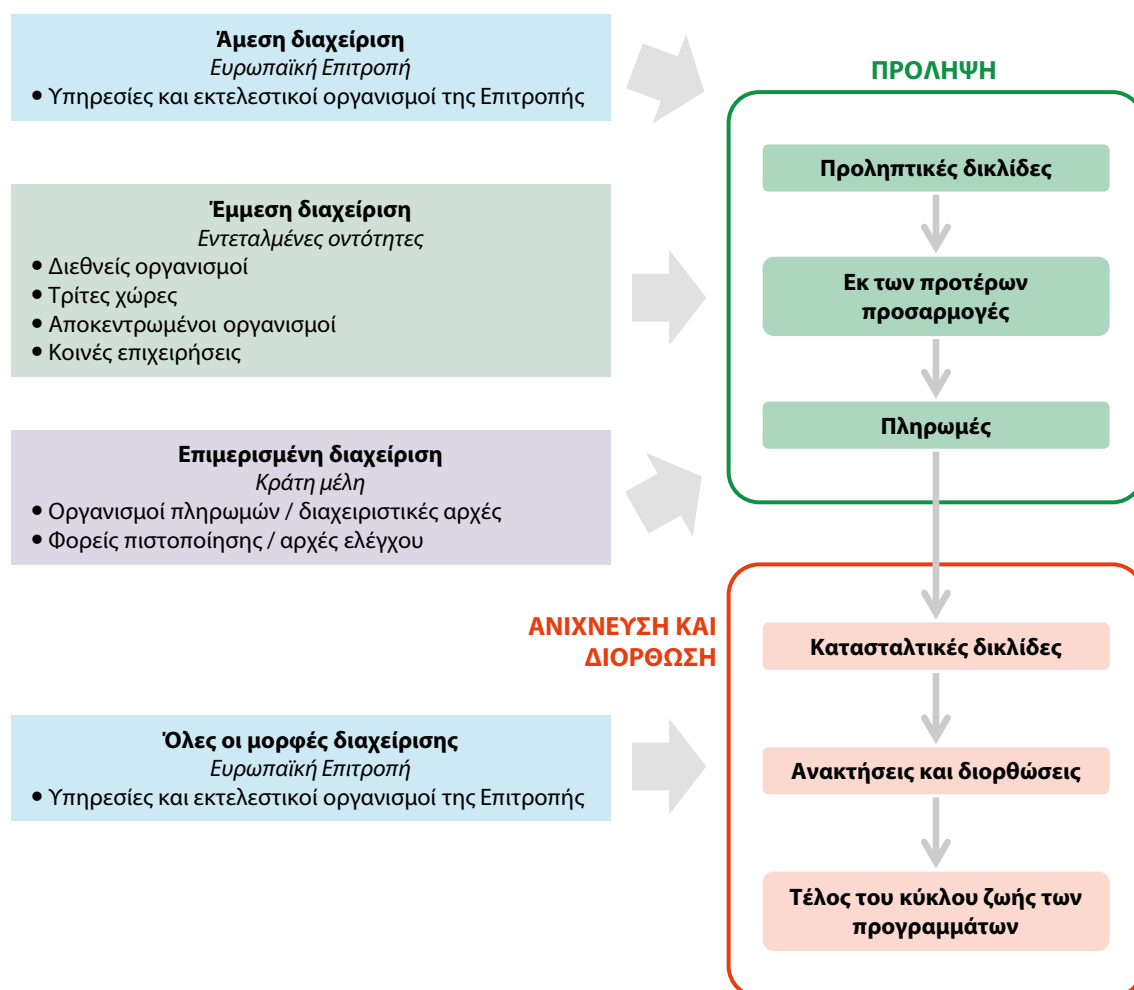 Άμεση διαχείριση
Ευρωπαϊκή Επιτροπή
• Υπηρεσίες και εκτελεστικοί οργανισμοί της Επιτροπής
Έμμεση διαχείριση
Εντεταλμένες οντότητες
• Διεθνείς οργανισμοί
• Τρίτες χώρες
• Αποκεντρωμένοι οργανισμοί
• Κοινές επιχειρήσεις
Επιμερισμένη διαχείριση
Κράτη μέλη
• Οργανισμοί πληρωμών / διαχειριστικές αρχές
• Φορείς πιστοποίησης / αρχές ελέγχου
ΠΡΟΛΗΨΗ
Προληπτικές δικλίδες
Εκ των προτέρων
προσαρμογές
Πληρωμές
Όλες οι μορφές διαχείρισης
Ευρωπαϊκή Επιτροπή
• Υπηρεσίες και εκτελεστικοί οργανισμοί της Επιτροπής
ΑΝΙΧΝΕΥΣΗ ΚΑΙ
ΔΙΟΡΘΩΣΗ
Κατασταλτικές δικλίδες
Ανακτήσεις και διορθώσεις
Τέλος του κύκλου ζωής των
προγραμμάτων